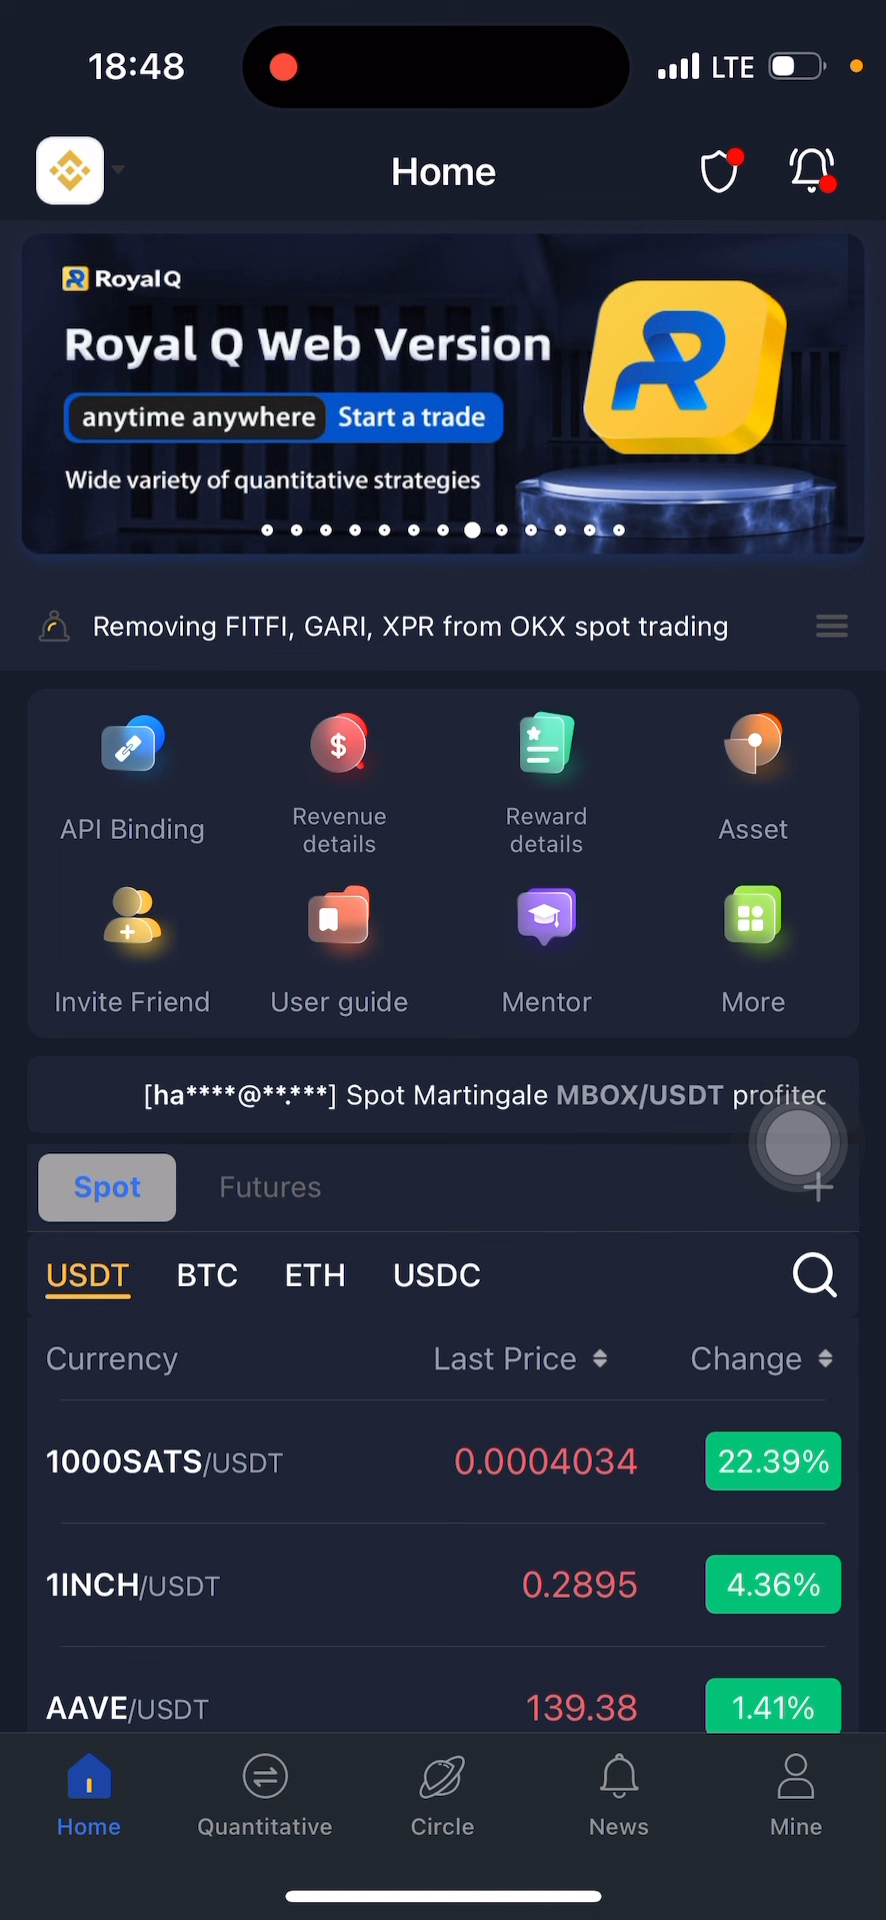 18:48
LTE
Home
Royal Q
Royal Q Web Version
anytime anywhere Start a trade
Wide variety of quantitative strategies
Removing FITFI, GARI, XPR from OKX spot trading
API Binding
Revenue
details
Reward
details
Asset
Invite Friend
User guide
Mentor
More
[ha****@**.***] Spot Martingale MBOX/USDT profited
Spot
Futures
USDT
BTC
ETH
USDC
Currency
Last Price
Change
1000SATS/USDT
0.0004034
22.39%
1INCH/USDT
0.2895
4.36%
AAVE/USDT
139.38
1.41%
Home
Quantitative
Circle
News
Mine